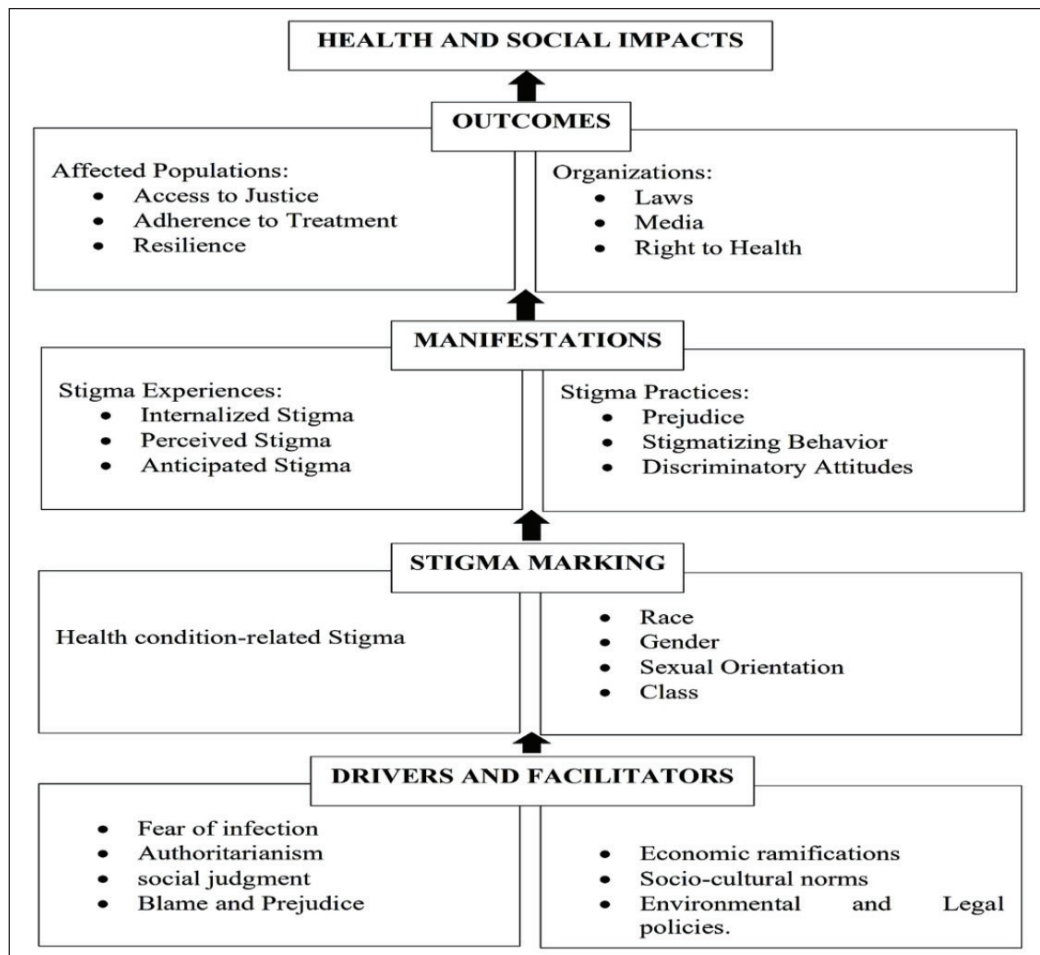 HEALTH AND SOCIAL IMPACTS
OUTCOMES
Affected Populations:
• Access to Justice
• Adherence to Treatment
• Resilience
Organizations:
• Laws
• Media
• Right to Health
MANIFESTATIONS
Stigma Experiences:
• Internalized Stigma
• Perceived Stigma
• Anticipated Stigma
Stigma Practices:
• Prejudice
• Stigmatizing Behavior
• Discriminatory Attitudes
STIGMA MARKING
Health condition-related Stigma
• Race
• Gender
• Sexual Orientation
• Class
DRIVERS AND FACILITATORS
• Fear of infection
• Authoritarianism
• social judgment
• Blame and Prejudice
• Economic ramifications
• Socio-cultural norms
• Environmental and Legal
policies.